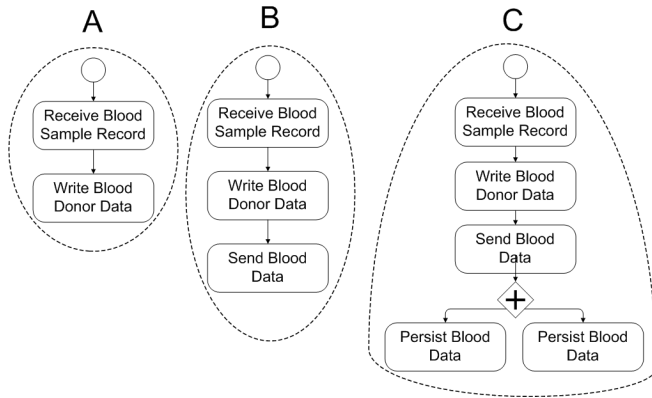 A
Receive Blood
Sample Record
Write Blood
Donor Data
B
Receive Blood
Sample Record
Write Blood
Donor Data
Send Blood
Data
C
Receive Blood
Sample Record
Write Blood
Donor Data
Send Blood
Data
Persist Blood
Data
Persist Blood
Data